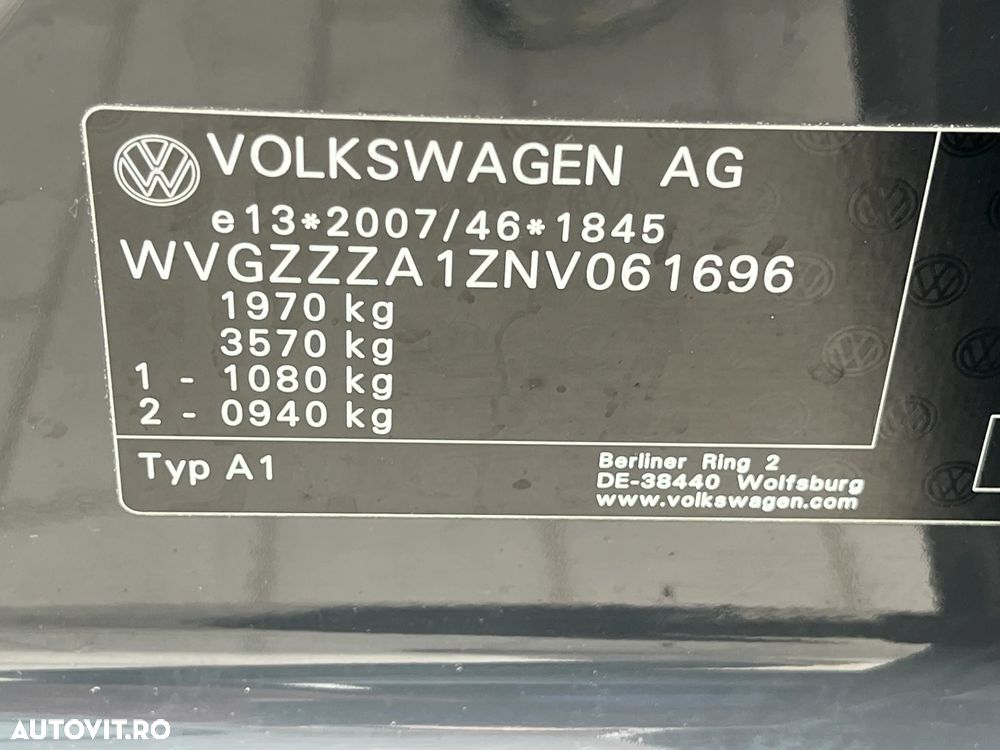 VOLKSWAGEN AG
e13*2007/46*1845
WVGZZZA1ZNV061696
1970 kg
3570 kg
1 - 1080 kg
2 - 0940 kg
Typ A1
Berliner Ring 2
DE-38440 Wolfsburg
www.volkswagen.com
AUTOVIT.RO